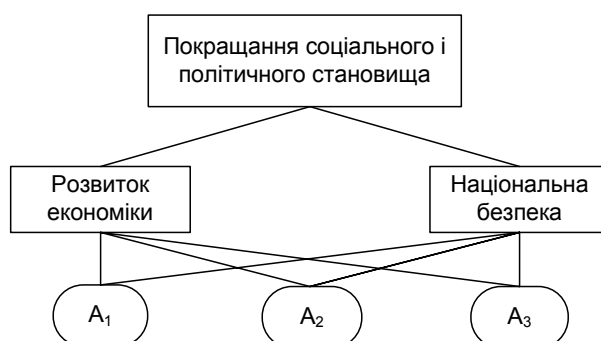 Покращання соціального і
політичного становища
Розвиток
економіки
Національна
безпека
A₁
A₂
A₃